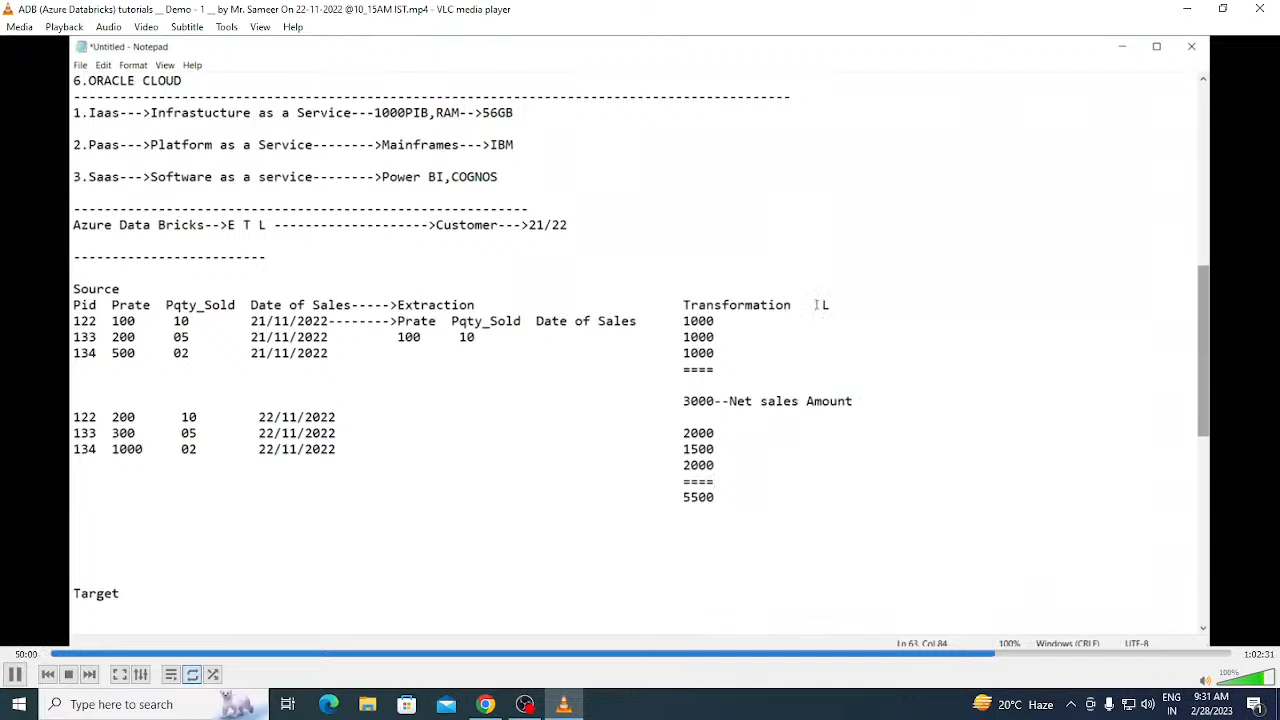 ADB (Azure Databricks) tutorials __ Demo - 1 __ by Mr. Sameer On 22-11-2022 @10_15AM IST.mp4 - VLC media player
Media Playback Audio Video Subtitle Tools View Help
*Untitled - Notepad
File Edit Format View Help
6.ORACLE CLOUD
---------------------------------------------------------------------------------------------
1.Iaas--->Infrastucture as a Service---1000PIB,RAM-->56GB
2.Paas--->Platform as a Service-------->Mainframes--->IBM
3.Saas--->Software as a service-------->Power BI,COGNOS
-----------------------------------------------------------
Azure Data Bricks-->E T L -------------------->Customer--->21/22
-------------------------
Source
Pid Prate Pqty_Sold Date of Sales----->Extraction Transformation L
122 100 10 21/11/2022-------->Prate Pqty_Sold Date of Sales 1000
133 200 05 21/11/2022 100 10 1000
134 500 02 21/11/2022 1000
====
3000--Net sales Amount
122 200 10 22/11/2022
133 300 05 22/11/2022 2000
134 1000 02 22/11/2022 1500
2000
====
5500
Target
Ln 63, Col 84 100% Windows (CRLF) UTF-8
50:00 1:02:31
100%
Type here to search
20°C Haze
ENG
IN
9:31 AM
2/28/2023